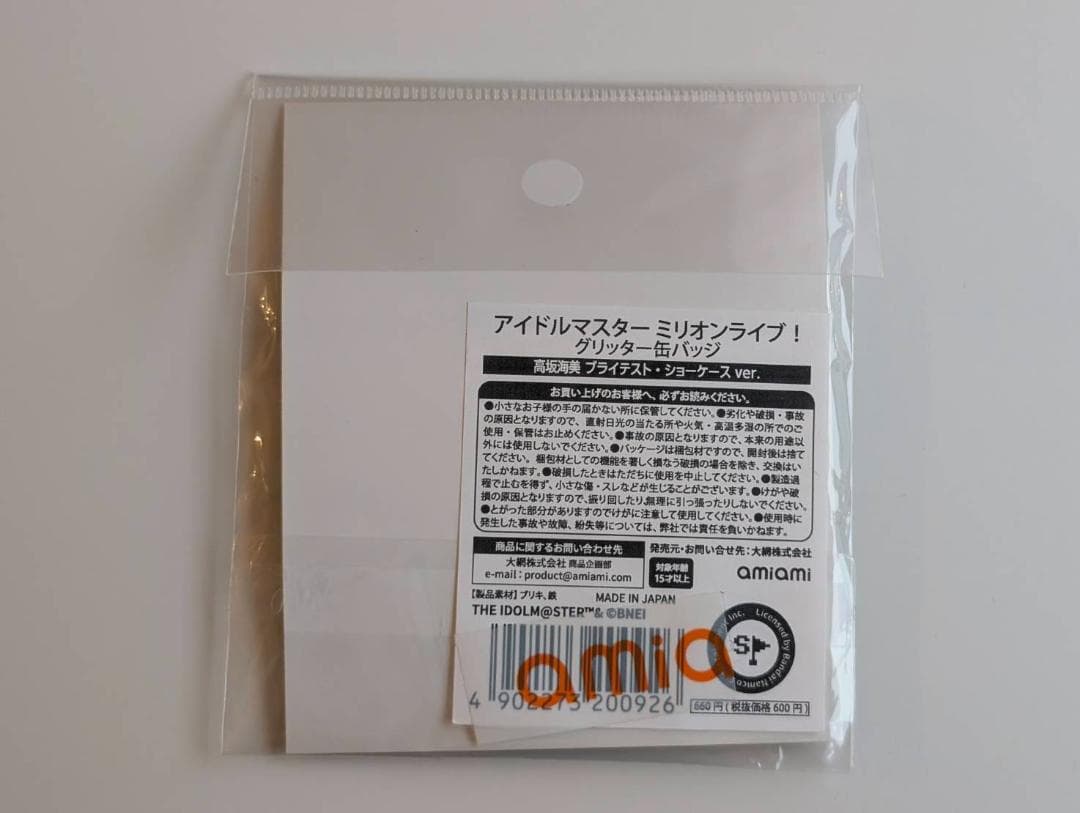 アイドルマスター ミリオンライブ！
グリッター缶バッジ
高坂海美 ブライテスト・ショーケース ver.
お買い上げのお客様へ、必ずお読みください。
●小さなお子様の手の届かない所に保管してください。●劣化や破損・事故
の原因となりますので、直射日光の当たる所や火気・高温多湿の所でのご
使用・保管はお止めください。●事故の原因となりますので、本来の用途以
外には使用しないでください。●パッケージは梱包材ですので、開封後は捨て
てください。梱包材としての機能を著しく損なう破損の場合を除き、交換はい
たしかねます。●破損したときはただちに使用を中止してください。●製造過
程で止むを得ず、小さな傷・スレなどが生じることがございます。●けがや破
損の原因となりますので、振り回したり、無理に引っ張ったりしないでください。
●とがった部分がありますのでけがに注意して使用してください。●使用時に
発生した事故や故障、紛失等については、弊社では責任を負いかねます。
商品に関するお問い合わせ先
大網株式会社 商品企画部
e-mail：product@amiami.com
発売元・お問い合せ先：大網株式会社
対象年齢
15才以上
amiami
【製品素材】ブリキ、鉄
MADE IN JAPAN
THE IDOLM@STER™& ©BNEI
amia
Inc. Licensed by Bandai Namco
SP
4 902273 200926
660円(税抜価格600円)